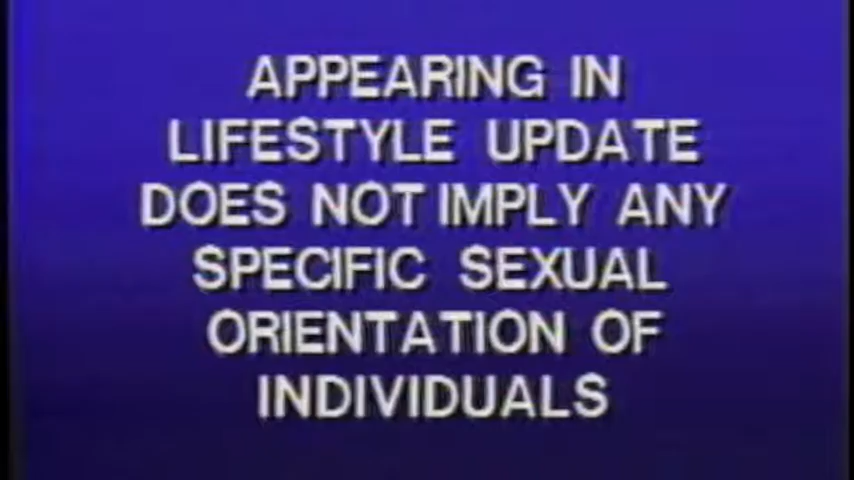 APPEARING IN
LIFESTYLE UPDATE
DOES NOT IMPLY ANY
SPECIFIC SEXUAL
ORIENTATION OF
INDIVIDUALS